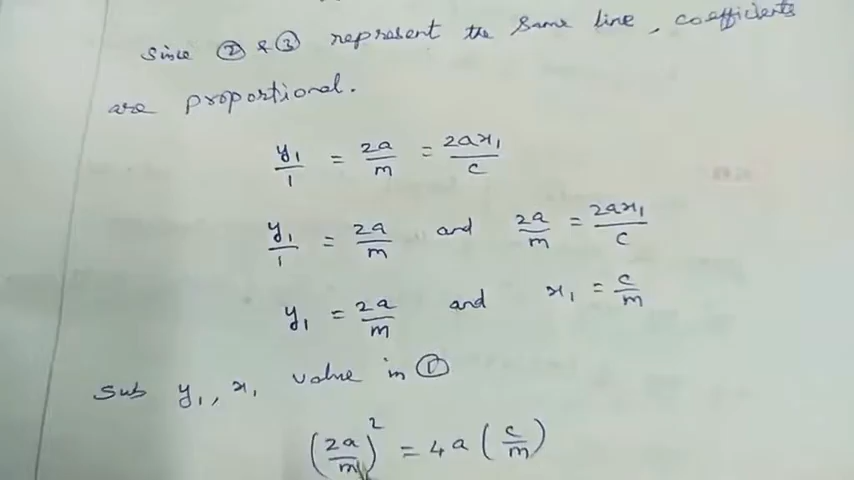 Since ② & ③ represent the same line, coefficients
are proportional.
y₁/1 = 2a/m = 2ax₁/c
y₁/1 = 2a/m and 2a/m = 2ax₁/c
y₁ = 2a/m and x₁ = c/m
Sub y₁, x₁ value in ①
(2a/m)² = 4a (c/m)